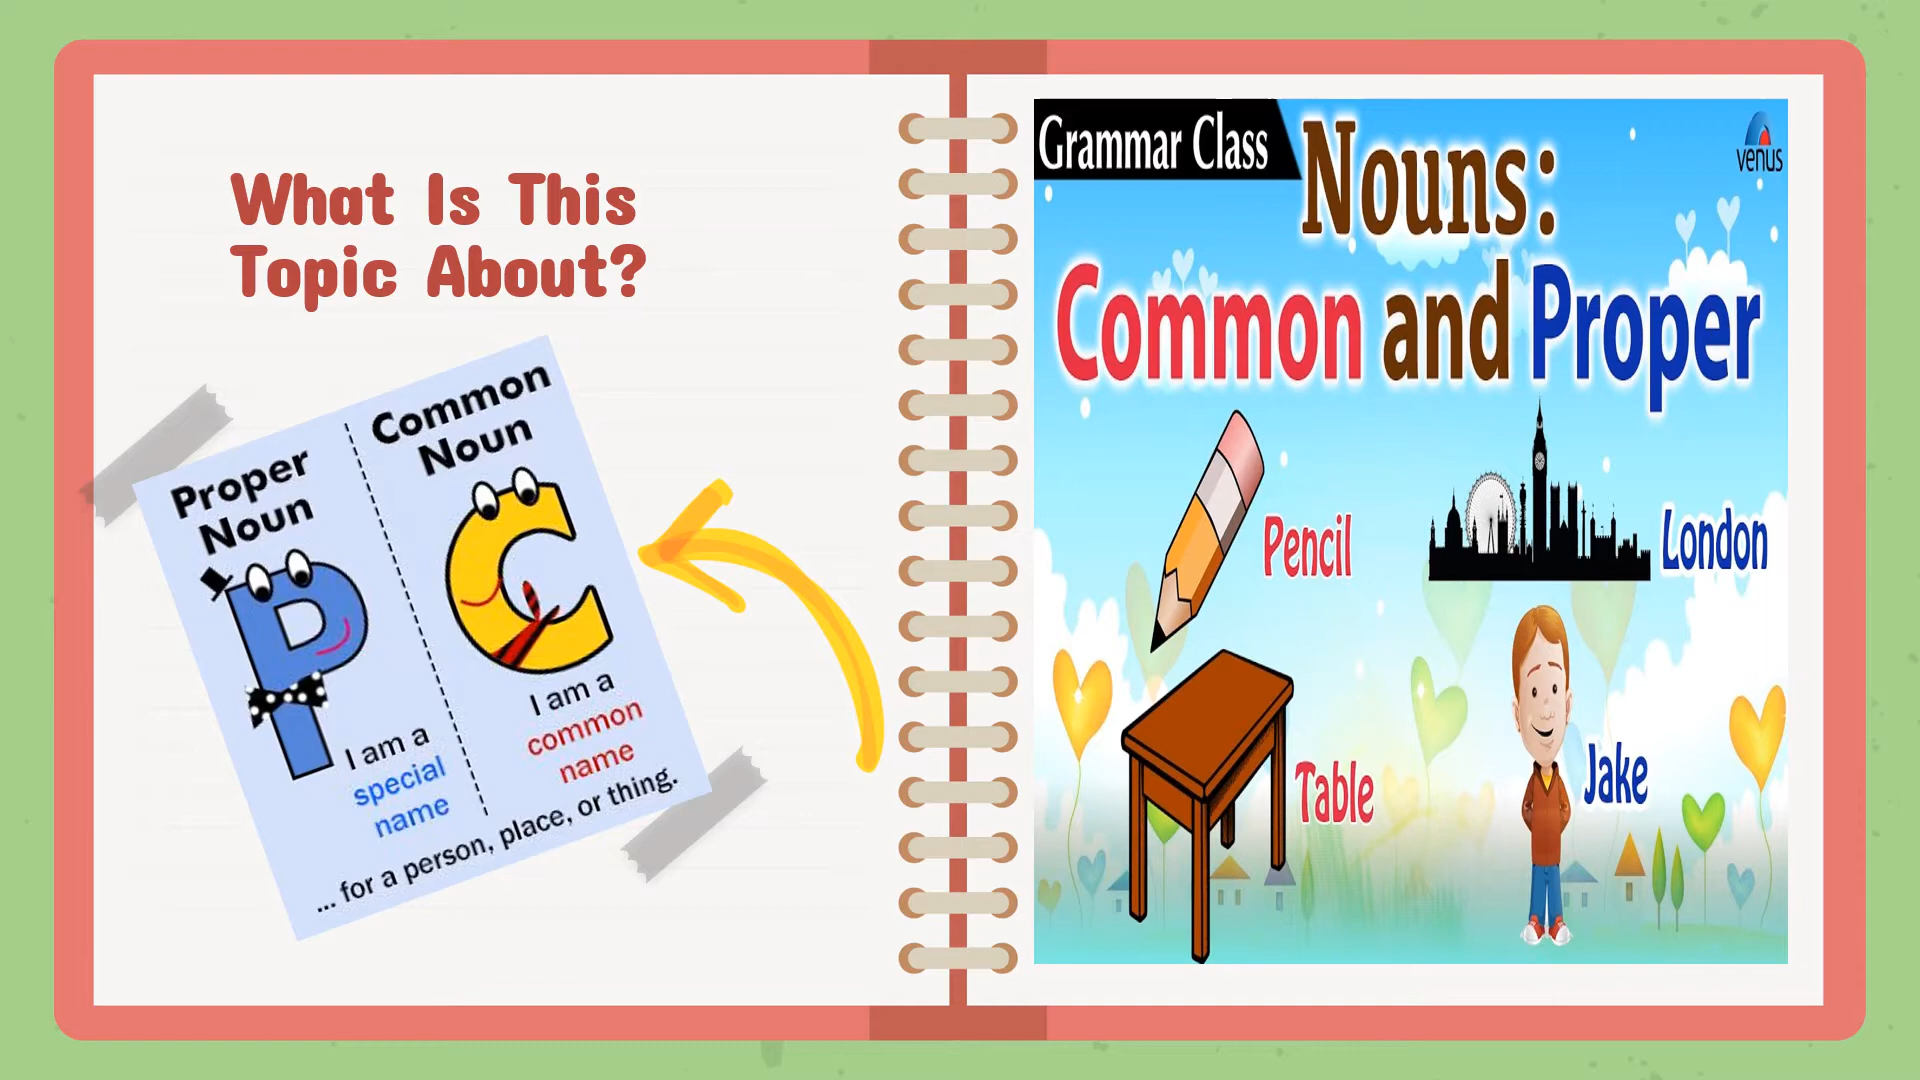 What Is This
Topic About?
Proper
Noun
Common
Noun
I am a
special
name
I am a
common
name
... for a person, place, or thing.
Grammar Class
Nouns:
venus
Common and Proper
Pencil
London
Table
Jake